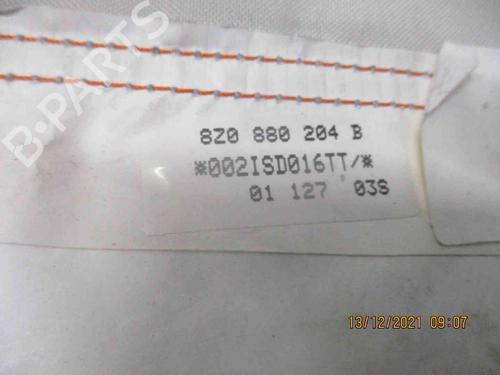 B-PARTS
8Z0 880 204 B
*002ISD016TT/*
01 127 03S
13/12/2021 09:07